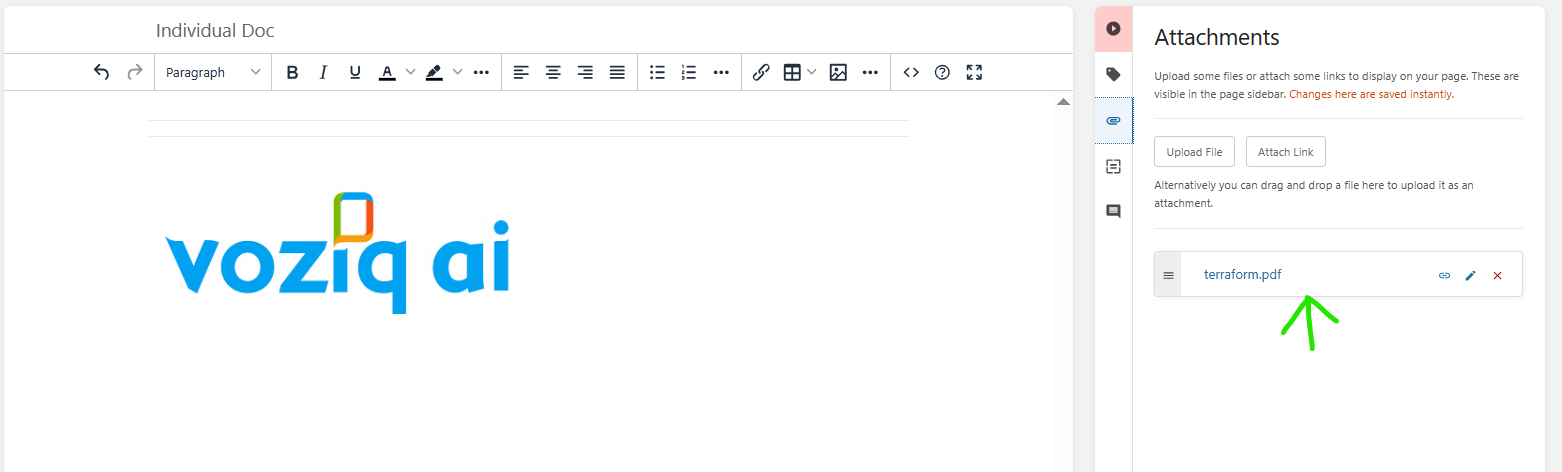 Individual Doc
Paragraph
B I U A
voziq ai
Attachments
Upload some files or attach some links to display on your page. These are
visible in the page sidebar. Changes here are saved instantly.
Upload File
Attach Link
Alternatively you can drag and drop a file here to upload it as an
attachment.
terraform.pdf